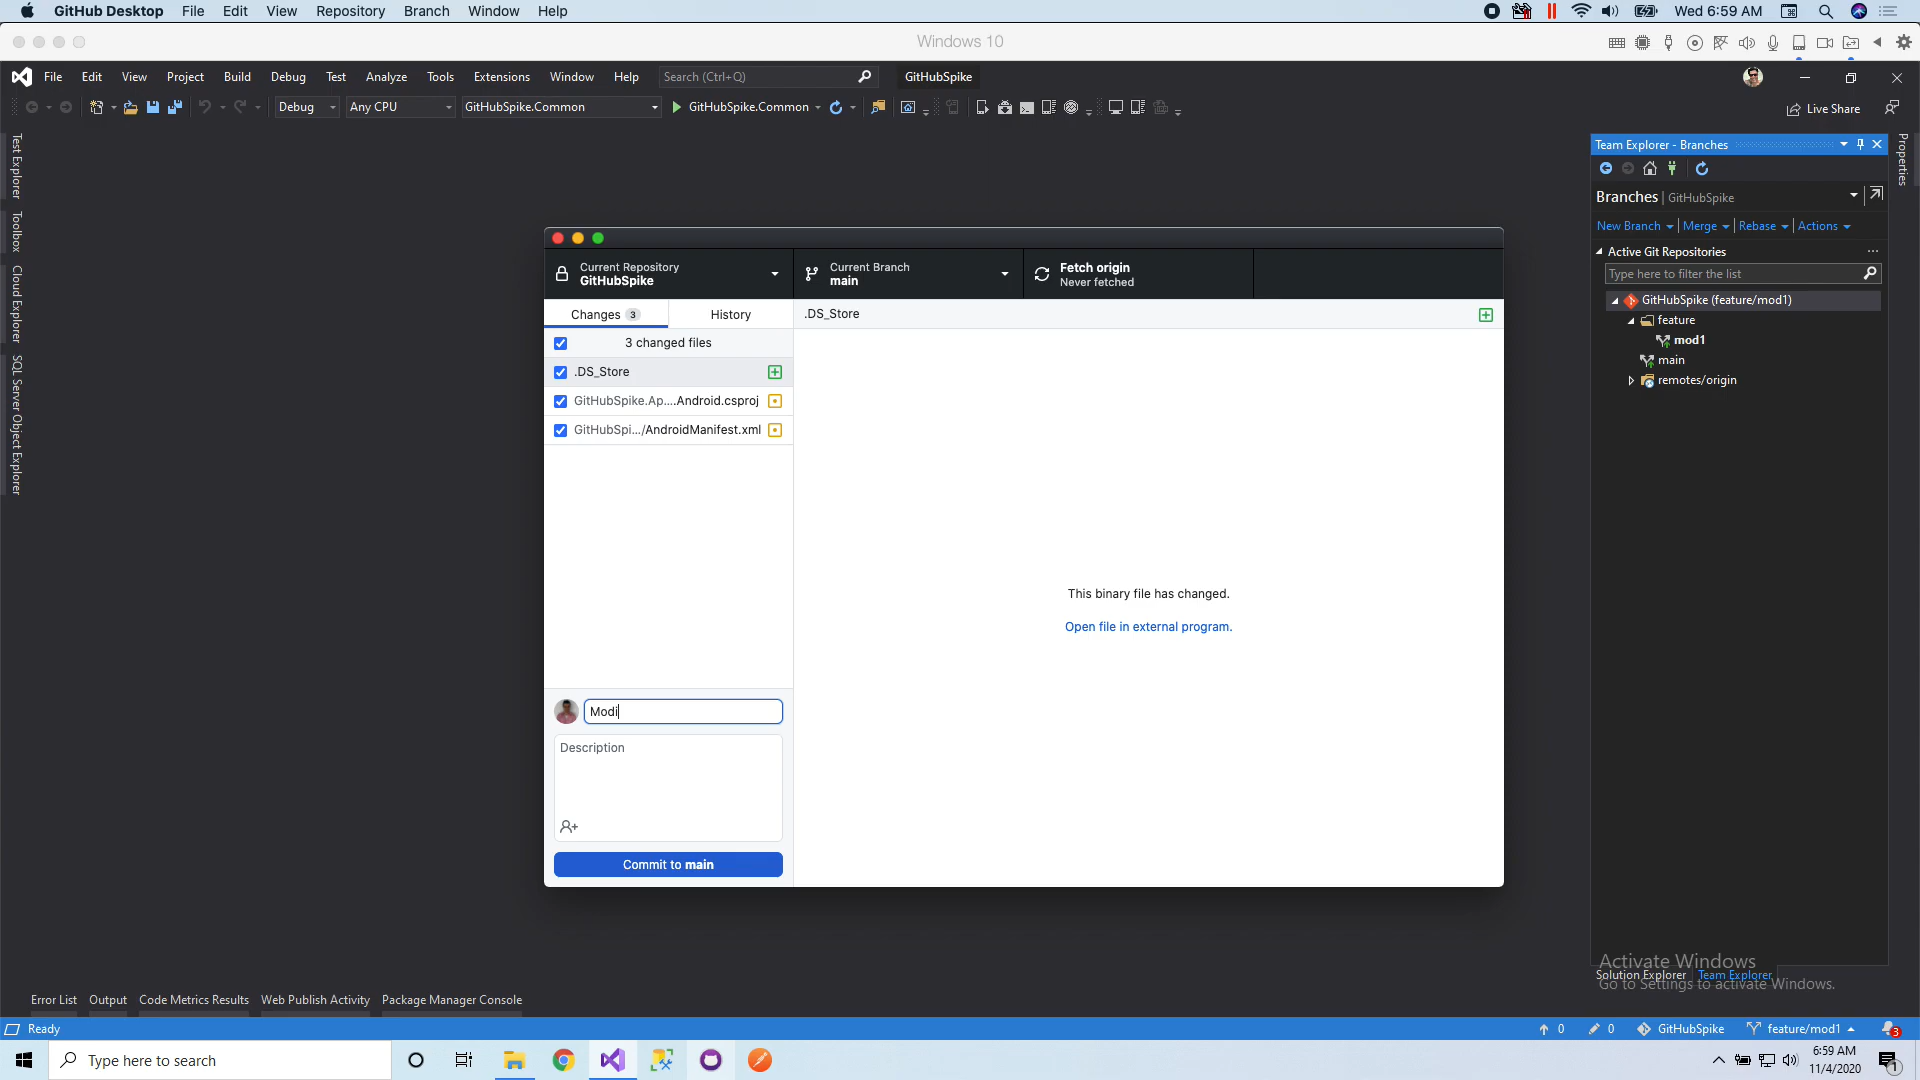 GitHub Desktop File Edit View Repository Branch Window Help Wed 6:59 AM
Windows 10
File Edit View Project Build Debug Test Analyze Tools Extensions Window Help Search (Ctrl+Q) GitHubSpike
Debug Any CPU GitHubSpike.Common GitHubSpike.Common Live Share
Test Explorer
Toolbox
Cloud Explorer
SQL Server Object Explorer
Current Repository
GitHubSpike
Current Branch
main
Fetch origin
Never fetched
Changes 3 History
.DS_Store
3 changed files
.DS_Store
GitHubSpike.Ap....Android.csproj
GitHubSpi.../AndroidManifest.xml
This binary file has changed.
Open file in external program.
Modi
Description
Commit to main
Team Explorer - Branches
Branches | GitHubSpike
New Branch | Merge | Rebase | Actions
Active Git Repositories
Type here to filter the list
GitHubSpike (feature/mod1)
feature
mod1
main
remotes/origin
Properties
Activate Windows
Solution Explorer Team Explorer
Go to Settings to activate Windows.
Error List Output Code Metrics Results Web Publish Activity Package Manager Console
Ready 0 0 GitHubSpike feature/mod1 3
Type here to search
6:59 AM
11/4/2020
1